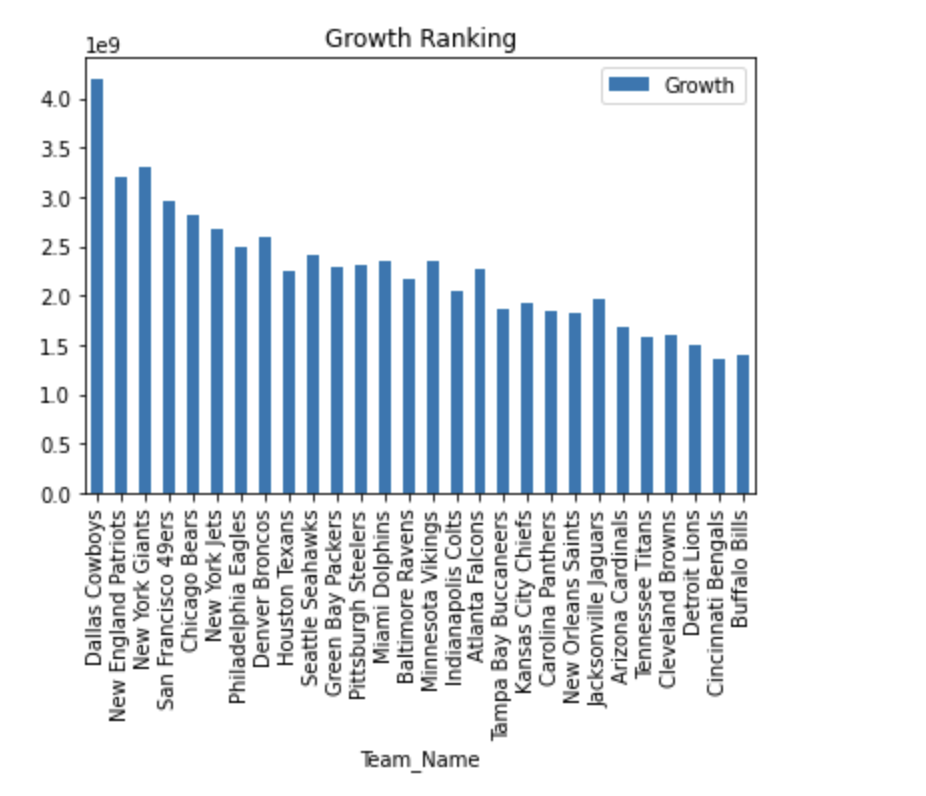 Growth Ranking
1e9
Growth
4.0
3.5
3.0
2.5
2.0
1.5
1.0
0.5
0.0
Dallas Cowboys
New England Patriots
New York Giants
San Francisco 49ers
Chicago Bears
New York Jets
Philadelphia Eagles
Denver Broncos
Houston Texans
Seattle Seahawks
Green Bay Packers
Pittsburgh Steelers
Miami Dolphins
Baltimore Ravens
Minnesota Vikings
Indianapolis Colts
Atlanta Falcons
Tampa Bay Buccaneers
Kansas City Chiefs
Carolina Panthers
New Orleans Saints
Jacksonville Jaguars
Arizona Cardinals
Tennessee Titans
Cleveland Browns
Detroit Lions
Cincinnati Bengals
Buffalo Bills
Team_Name